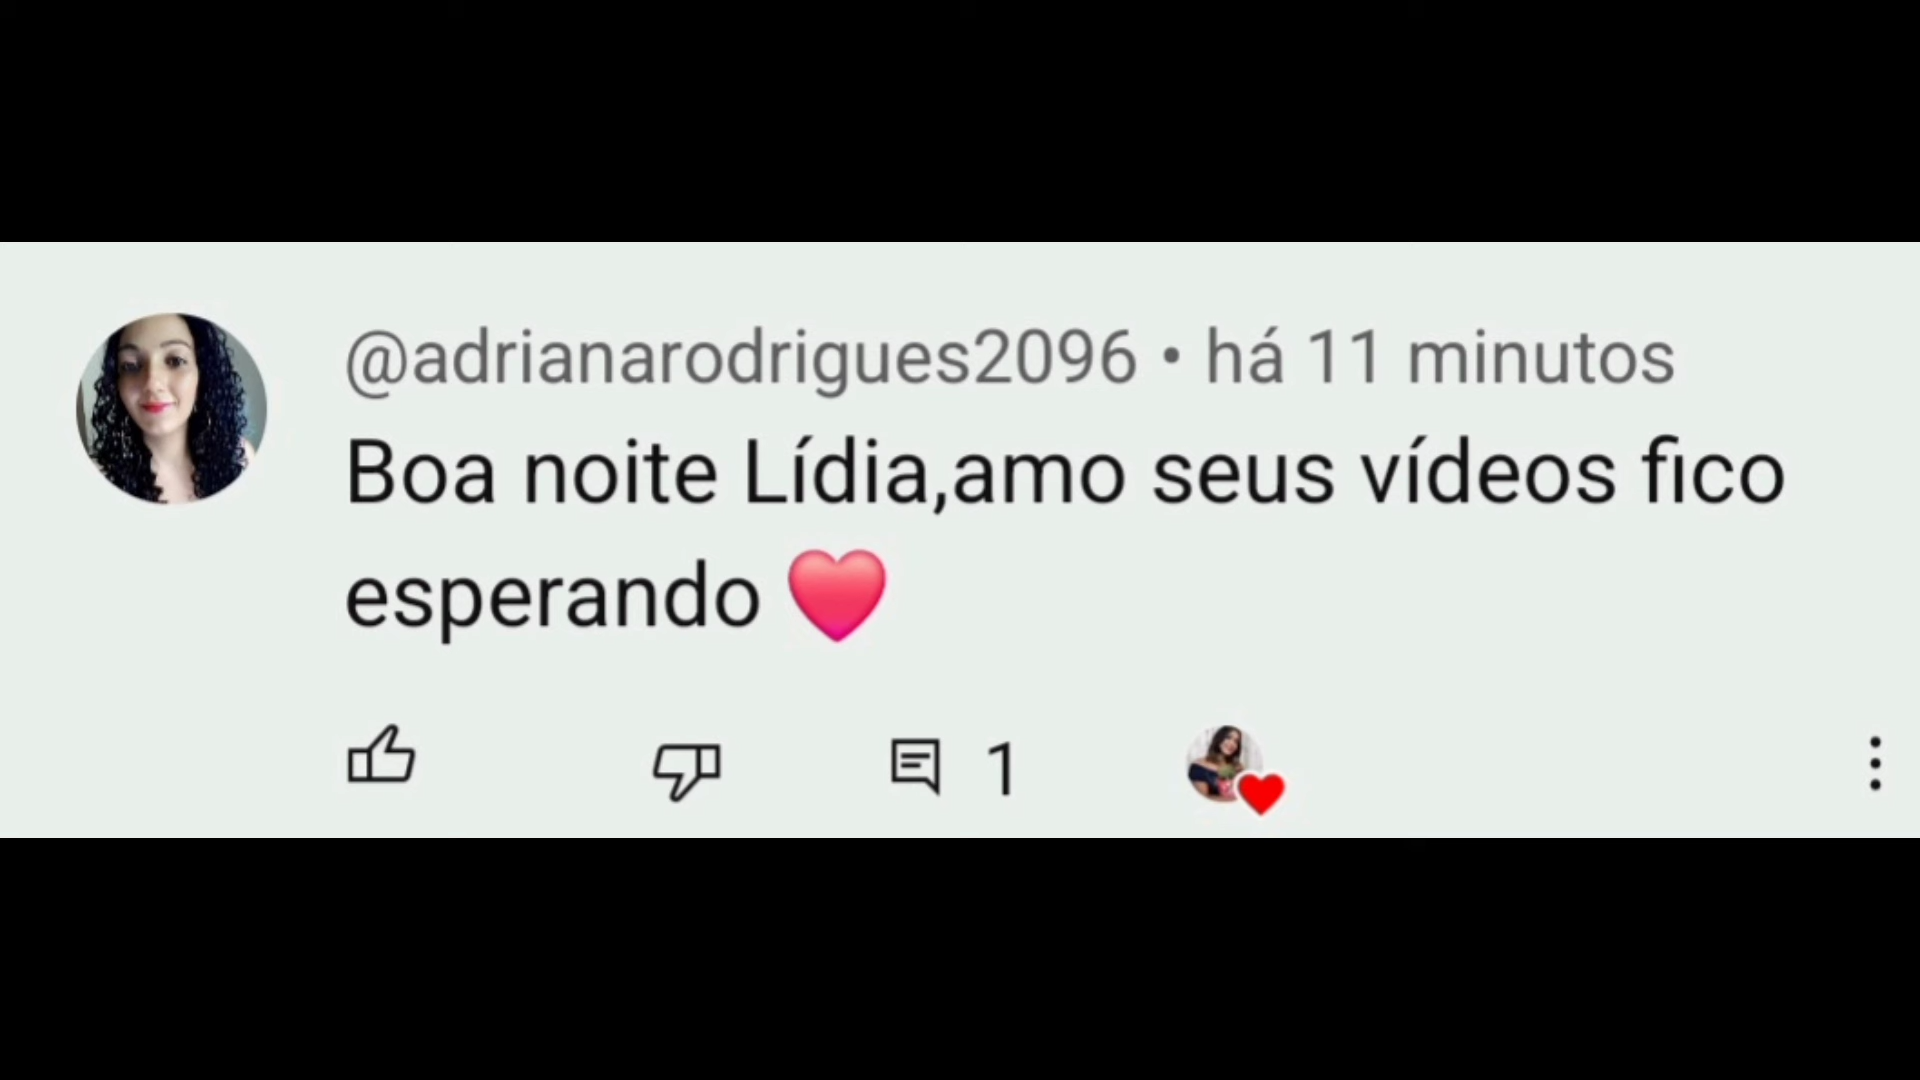 @adrianarodrigues2096 • há 11 minutos
Boa noite Lídia,amo seus vídeos fico
esperando ❤️
1